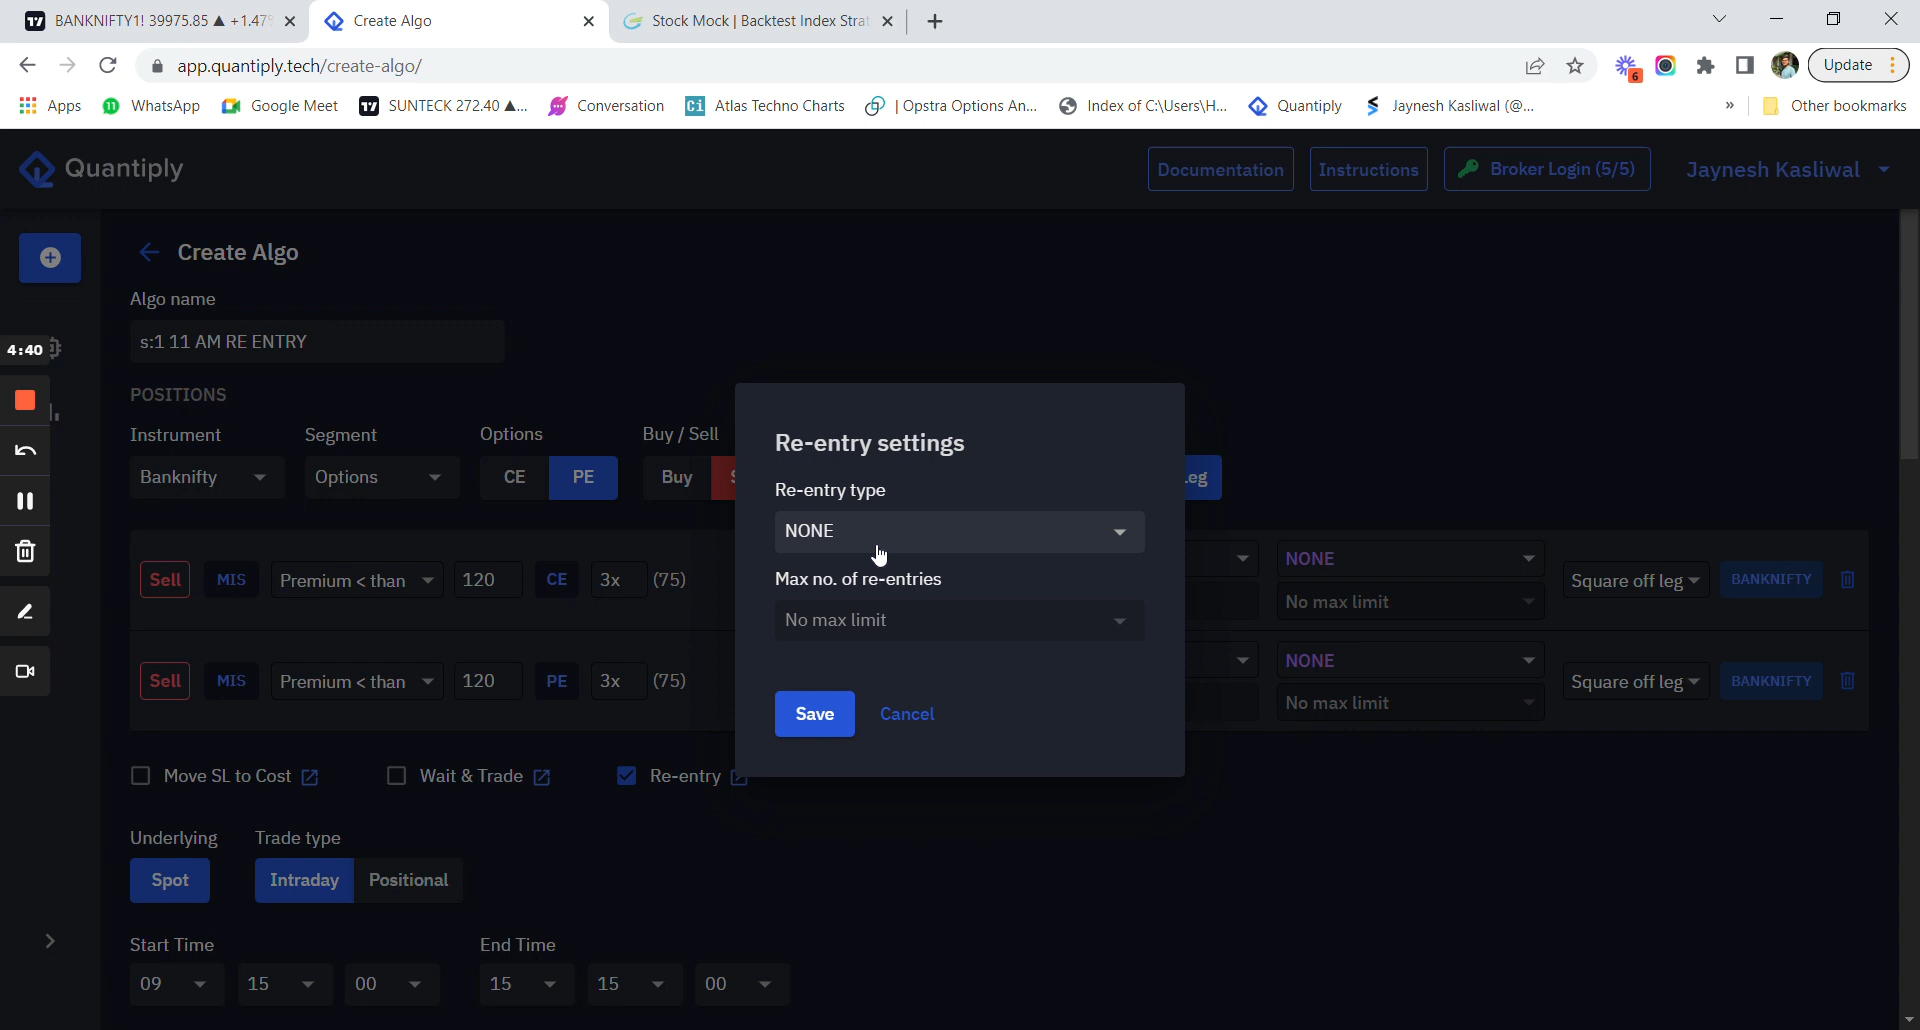 BANKNIFTY1! 39975.85 ▲ +1.47%
Create Algo
Stock Mock | Backtest Index Stra
app.quantiply.tech/create-algo/
6
Update
Apps
11
WhatsApp
Google Meet
SUNTECK 272.40 ▲...
Conversation
Ci Atlas Techno Charts
| Opstra Options An...
Index of C:\Users\H...
Quantiply
Jaynesh Kasliwal (@...
»
Other bookmarks
Quantiply
Documentation
Instructions
Broker Login (5/5)
Jaynesh Kasliwal
Create Algo
Algo name
s:1 11 AM RE ENTRY
4:40
POSITIONS
Instrument
Segment
Options
Buy / Sell
Banknifty
Options
CE
PE
Buy
S
Leg
Re-entry settings
Re-entry type
NONE
Max no. of re-entries
No max limit
Save
Cancel
Sell MIS Premium < than 120 CE 3x (75)
NONE
No max limit
Square off leg
BANKNIFTY
Sell MIS Premium < than 120 PE 3x (75)
NONE
No max limit
Square off leg
BANKNIFTY
Move SL to Cost
Wait & Trade
Re-entry
Underlying
Trade type
Spot
Intraday
Positional
Start Time
End Time
09 15 00
15 15 00